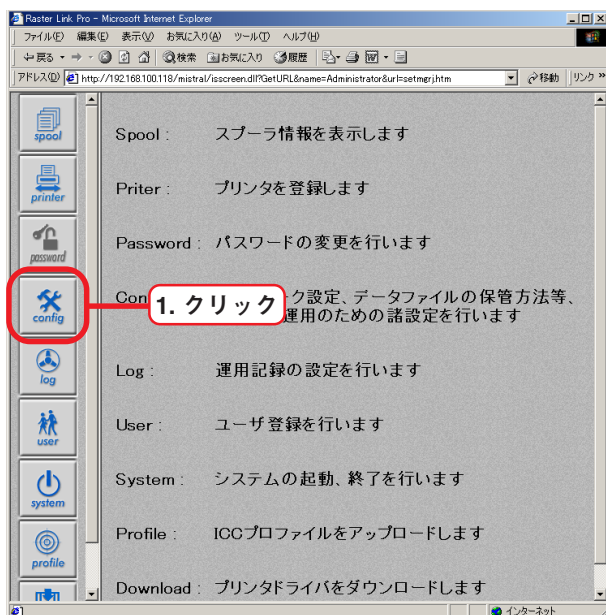 Raster Link Pro - Microsoft Internet Explorer
ファイル(F) 編集(E) 表示(V) お気に入り(A) ツール(T) ヘルプ(H)
戻る 検索 お気に入り 履歴
アドレス(D) http://192.168.100.118/mistral/isscreen.dll?GetURL&name=Administrator&url=setmgrj.htm 移動 リンク »
spool
Spool : スプーラ情報を表示します
printer
Priter : プリンタを登録します
password
Password : パスワードの変更を行います
config
Con ク設定、データファイルの保管方法等、
1. クリック
運用のための諸設定を行います
log
Log : 運用記録の設定を行います
user
User : ユーザ登録を行います
system
System : システムの起動、終了を行います
profile
Profile : ICCプロファイルをアップロードします
Download : プリンタドライバをダウンロードします
インターネット